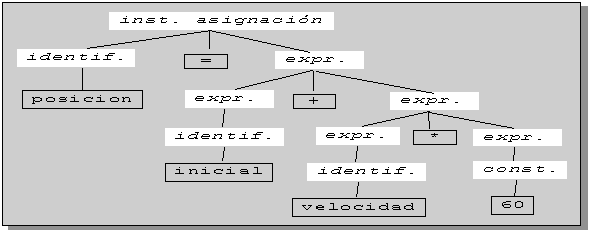 inst. asignación
identif. = expr.
posicion expr. + expr.
identif. expr. * expr.
inicial identif. const.
velocidad 60